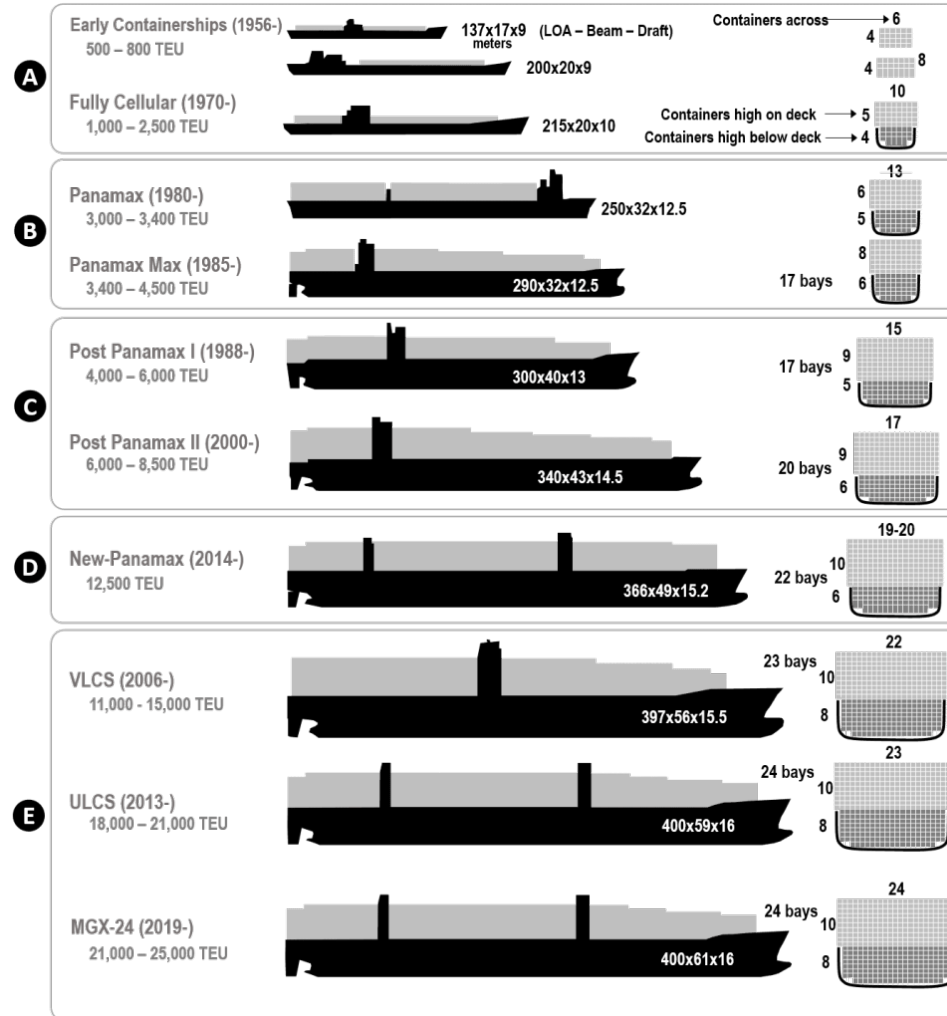 A
Early Containerships (1956-)
500 – 800 TEU
137x17x9
meters
(LOA – Beam – Draft)
200x20x9
Containers across
6
4
4
8
Fully Cellular (1970-)
1,000 – 2,500 TEU
215x20x10
10
Containers high on deck
5
Containers high below deck
4
B
Panamax (1980-)
3,000 – 3,400 TEU
250x32x12.5
13
6
5
Panamax Max (1985-)
3,400 – 4,500 TEU
290x32x12.5
17 bays
8
6
C
Post Panamax I (1988-)
4,000 – 6,000 TEU
300x40x13
17 bays
15
9
5
Post Panamax II (2000-)
6,000 – 8,500 TEU
340x43x14.5
20 bays
17
9
6
D
New-Panamax (2014-)
12,500 TEU
366x49x15.2
22 bays
19-20
10
6
E
VLCS (2006-)
11,000 - 15,000 TEU
397x56x15.5
23 bays
22
10
8
ULCS (2013-)
18,000 – 21,000 TEU
400x59x16
24 bays
23
10
8
MGX-24 (2019-)
21,000 – 25,000 TEU
400x61x16
24 bays
24
10
8